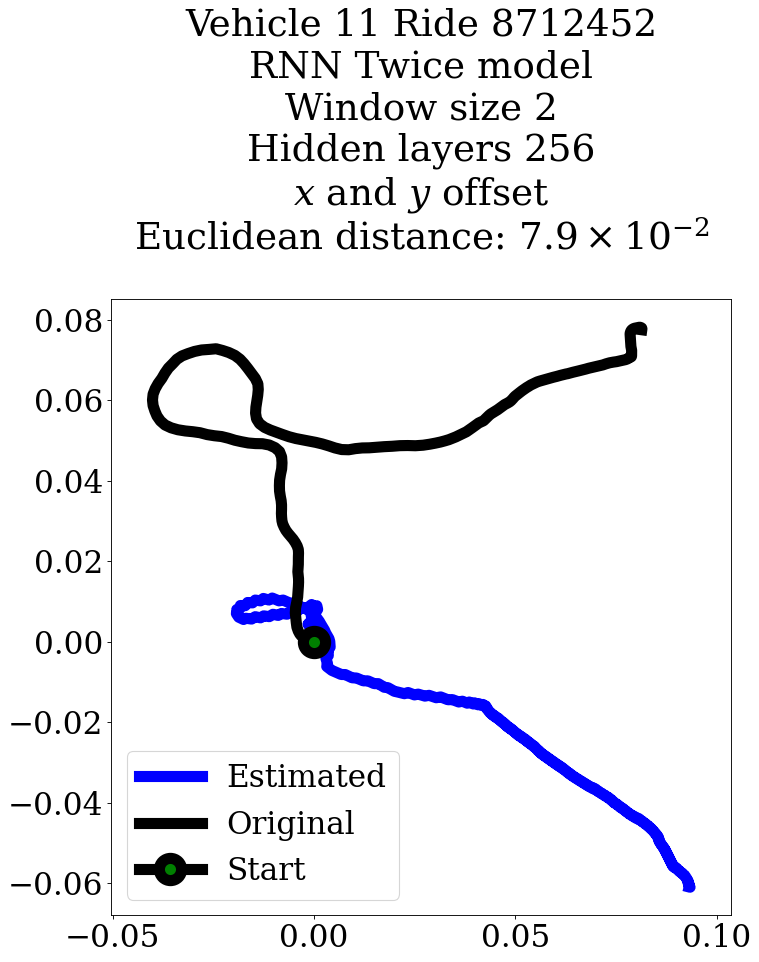 Vehicle 11 Ride 8712452
RNN Twice model
Window size 2
Hidden layers 256
x and y offset
Euclidean distance: 7.9 × 10⁻²
0.08
0.06
0.04
0.02
0.00
−0.02
−0.04
−0.06
Estimated
Original
Start
−0.05 0.00 0.05 0.10